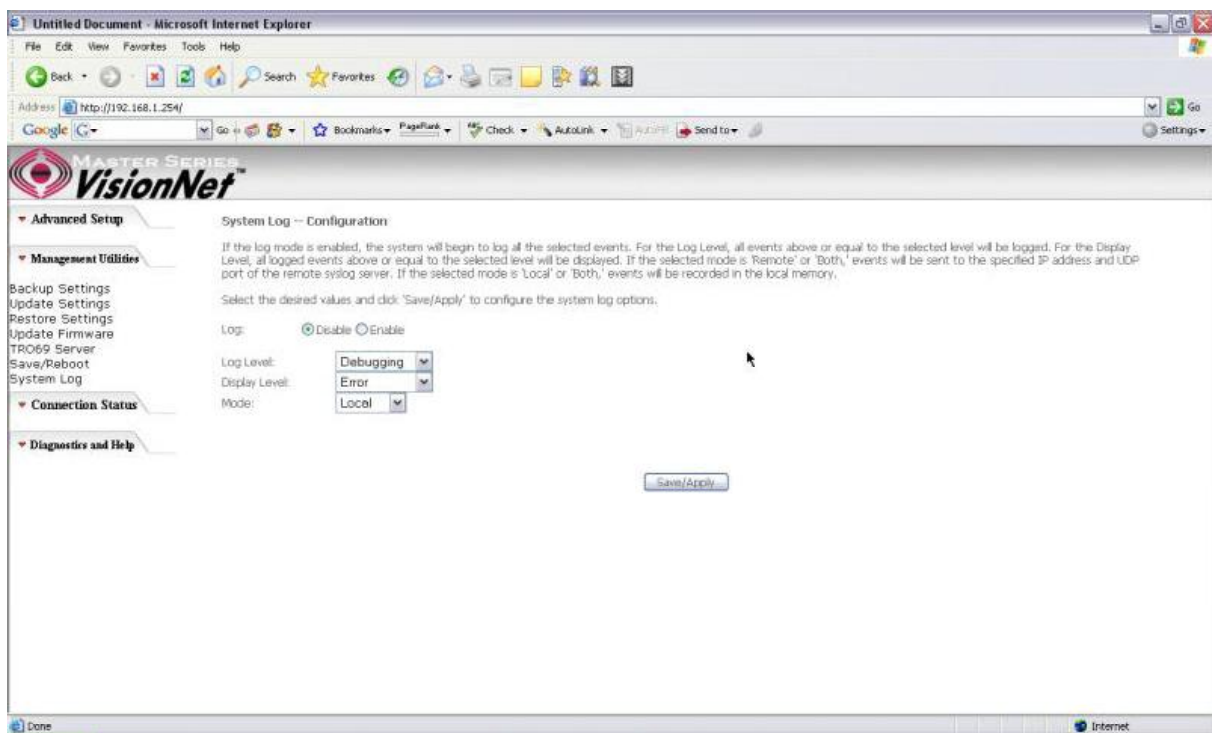 Untitled Document - Microsoft Internet Explorer
File Edit View Favorites Tools Help
Back Search Favorites
Address http://192.168.1.254/ Go
Google G Go Bookmarks PageRank Check AutoLink AutoFill Send to Settings
MASTER SERIES
VisionNet™
Advanced Setup
Management Utilities
Backup Settings
Update Settings
Restore Settings
Update Firmware
TRO69 Server
Save/Reboot
System Log
Connection Status
Diagnostics and Help
System Log -- Configuration
If the log mode is enabled, the system will begin to log all the selected events. For the Log Level, all events above or equal to the selected level will be logged. For the Display
Level, all logged events above or equal to the selected level will be displayed. If the selected mode is 'Remote' or 'Both,' events will be sent to the specified IP address and UDP
port of the remote syslog server. If the selected mode is 'Local' or 'Both,' events will be recorded in the local memory.
Select the desired values and click 'Save/Apply' to configure the system log options.
Log: Disable Enable
Log Level: Debugging
Display Level: Error
Mode: Local
Save/Apply
Done Internet